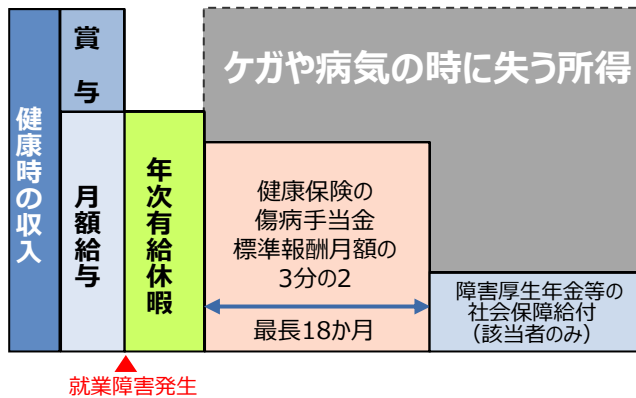 健康時の収入
賞与
月額給与
年次有給休暇
ケガや病気の時に失う所得
健康保険の
傷病手当金
標準報酬月額の
3分の2
最長18か月
障害厚生年金等の
社会保障給付
（該当者のみ）
就業障害発生